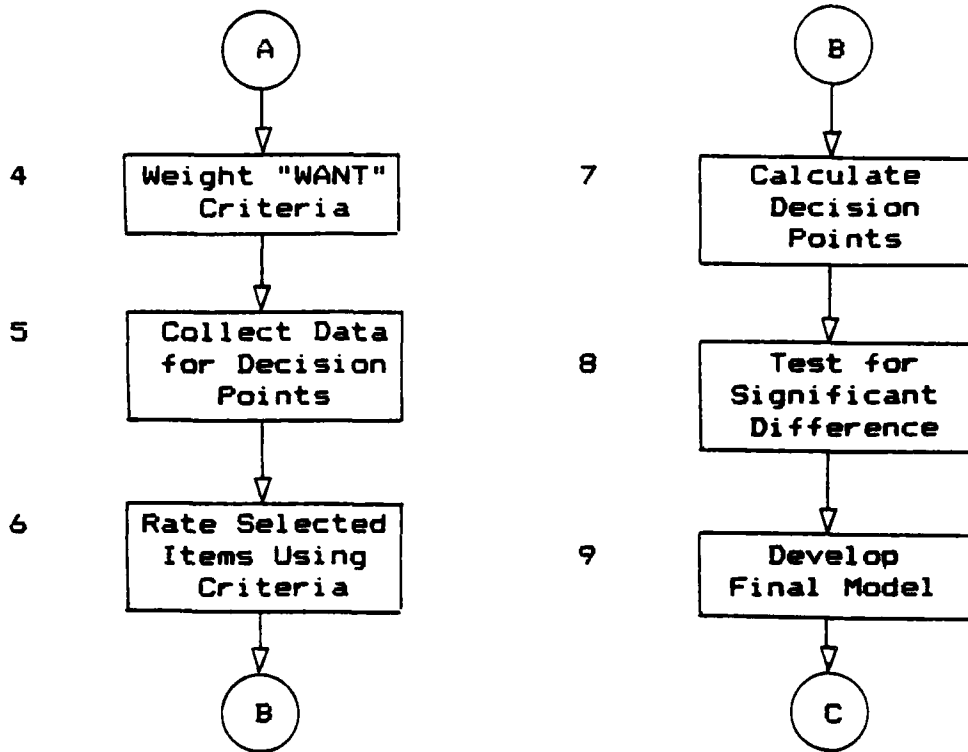 A
4
Weight "WANT"
Criteria
5
Collect Data
for Decision
Points
6
Rate Selected
Items Using
Criteria
B
B
7
Calculate
Decision
Points
8
Test for
Significant
Difference
9
Develop
Final Model
C